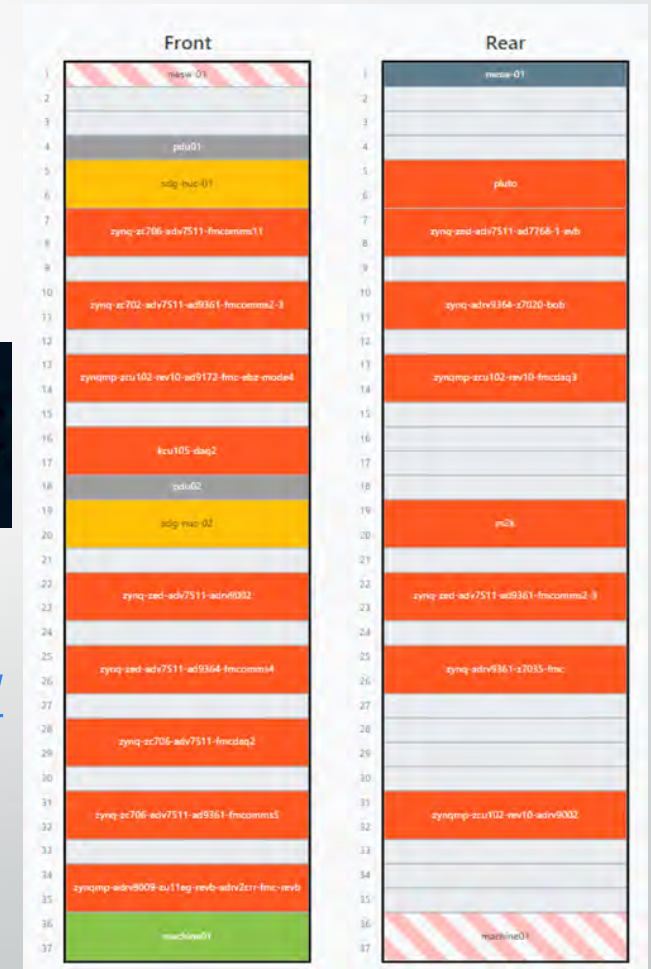 Front
1
mesw-01
2
3
4
pdu01
5
sdg-nuc-01
6
7
zynq-zc706-adv7511-fmcomms11
8
9
10
zynq-zc702-adv7511-ad9361-fmcomms2-3
11
12
13
zynqmp-zcu102-rev10-ad9172-fmc-ebz-mode4
14
15
16
kcu105-daq2
17
18
pdu02
19
sdg-nuc-02
20
21
22
zynq-zed-adv7511-adrv9002
23
24
25
zynq-zed-adv7511-ad9364-fmcomms4
26
27
28
zynq-zc706-adv7511-fmcdaq2
29
30
31
zynq-zc706-adv7511-ad9361-fmcomms5
32
33
34
zynqmp-adrv9009-zu11eg-revb-adrv2crr-fmc-revb
35
36
machine01
37
Rear
1
mesw-01
2
3
4
5
pluto
6
7
zynq-zed-adv7511-ad7768-1-evb
8
9
10
zynq-adrv9364-z7020-bob
11
12
13
zynqmp-zcu102-rev10-fmcdaq3
14
15
16
17
18
19
m2k
20
21
22
zynq-zed-adv7511-ad9361-fmcomms2-3
23
24
25
zynq-adrv9361-z7035-fmc
26
27
28
29
30
31
zynqmp-zcu102-rev10-adrv9002
32
33
34
35
36
machine01
37